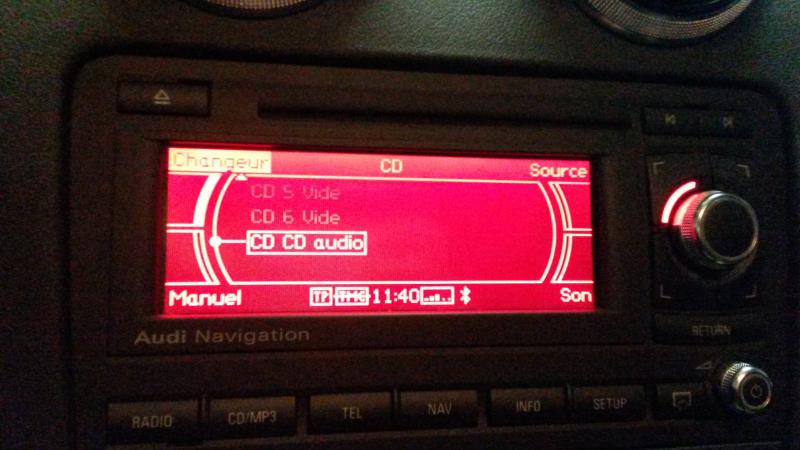 Changeur CD Source
CD 5 Vide
CD 6 Vide
CD CD audio
Manuel TP TMC 11:40 Son
Audi Navigation
RETURN
RADIO CD/MP3 TEL NAV INFO SETUP